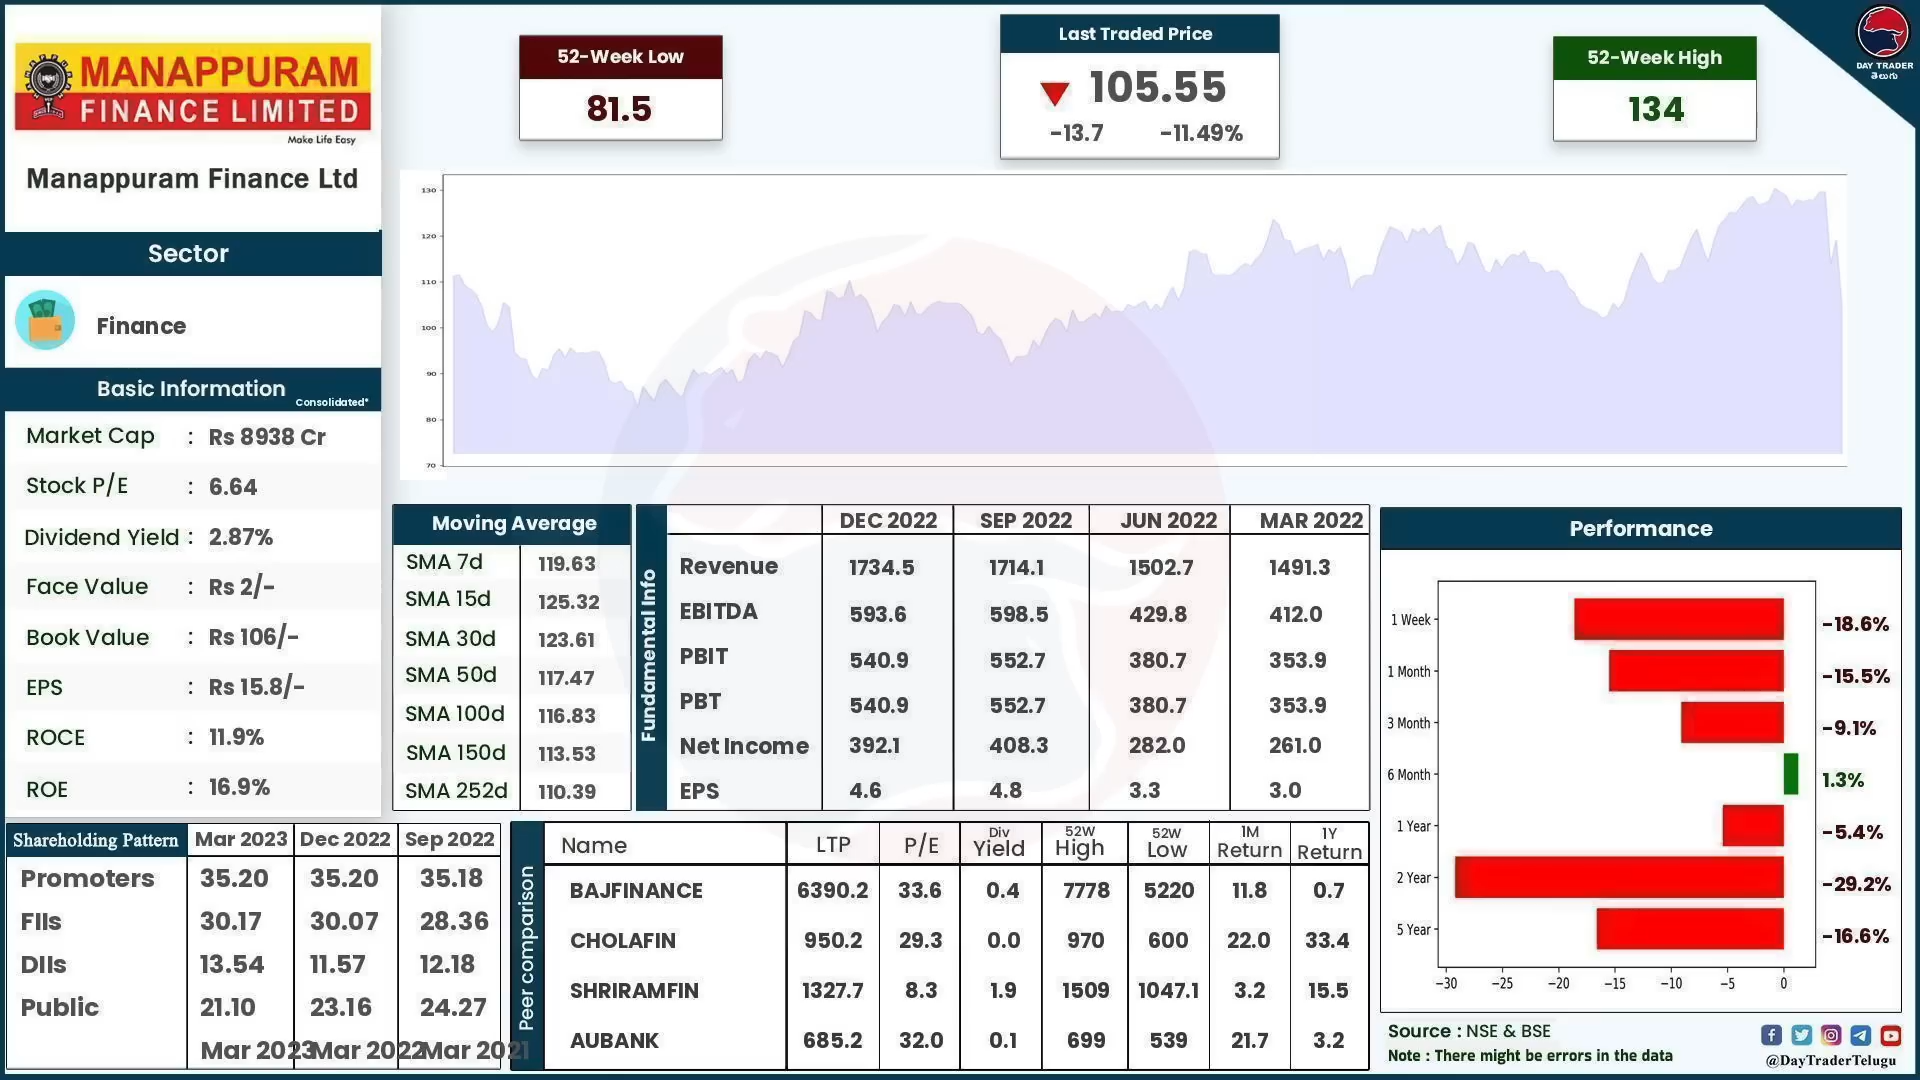 MANAPPURAM
FINANCE LIMITED
Make Life Easy
Manappuram Finance Ltd
52-Week Low
81.5
Last Traded Price
105.55
-13.7 -11.49%
52-Week High
134
DAY TRADER
తెలుగు
Sector
Finance
Basic Information
Consolidated*
Market Cap : Rs 8938 Cr
Stock P/E : 6.64
Dividend Yield : 2.87%
Face Value : Rs 2/-
Book Value : Rs 106/-
EPS : Rs 15.8/-
ROCE : 11.9%
ROE : 16.9%
130
120
110
100
90
80
70
Moving Average
SMA 7d 119.63
SMA 15d 125.32
SMA 30d 123.61
SMA 50d 117.47
SMA 100d 116.83
SMA 150d 113.53
SMA 252d 110.39
Fundamental Info
DEC 2022 SEP 2022 JUN 2022 MAR 2022
Revenue 1734.5 1714.1 1502.7 1491.3
EBITDA 593.6 598.5 429.8 412.0
PBIT 540.9 552.7 380.7 353.9
PBT 540.9 552.7 380.7 353.9
Net Income 392.1 408.3 282.0 261.0
EPS 4.6 4.8 3.3 3.0
Performance
1 Week -18.6%
1 Month -15.5%
3 Month -9.1%
6 Month 1.3%
1 Year -5.4%
2 Year -29.2%
5 Year -16.6%
-30 -25 -20 -15 -10 -5 0
Shareholding Pattern Mar 2023 Dec 2022 Sep 2022
Promoters 35.20 35.20 35.18
FIIs 30.17 30.07 28.36
DIIs 13.54 11.57 12.18
Public 21.10 23.16 24.27
Mar 2023 Mar 2022 Mar 2021
Peer comparison
Name LTP P/E Div Yield 52W High 52W Low 1M Return 1Y Return
BAJFINANCE 6390.2 33.6 0.4 7778 5220 11.8 0.7
CHOLAFIN 950.2 29.3 0.0 970 600 22.0 33.4
SHRIRAMFIN 1327.7 8.3 1.9 1509 1047.1 3.2 15.5
AUBANK 685.2 32.0 0.1 699 539 21.7 3.2
Source : NSE & BSE
Note : There might be errors in the data
@DayTraderTelugu